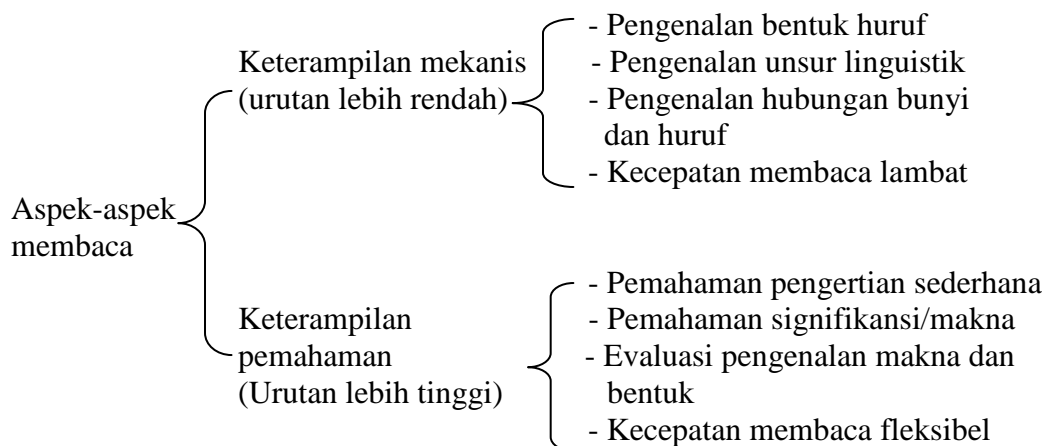 Aspek-aspek
membaca
Keterampilan mekanis
(urutan lebih rendah)
- Pengenalan bentuk huruf
- Pengenalan unsur linguistik
- Pengenalan hubungan bunyi
dan huruf
- Kecepatan membaca lambat
Keterampilan
pemahaman
(Urutan lebih tinggi)
- Pemahaman pengertian sederhana
- Pemahaman signifikansi/makna
- Evaluasi pengenalan makna dan
bentuk
- Kecepatan membaca fleksibel